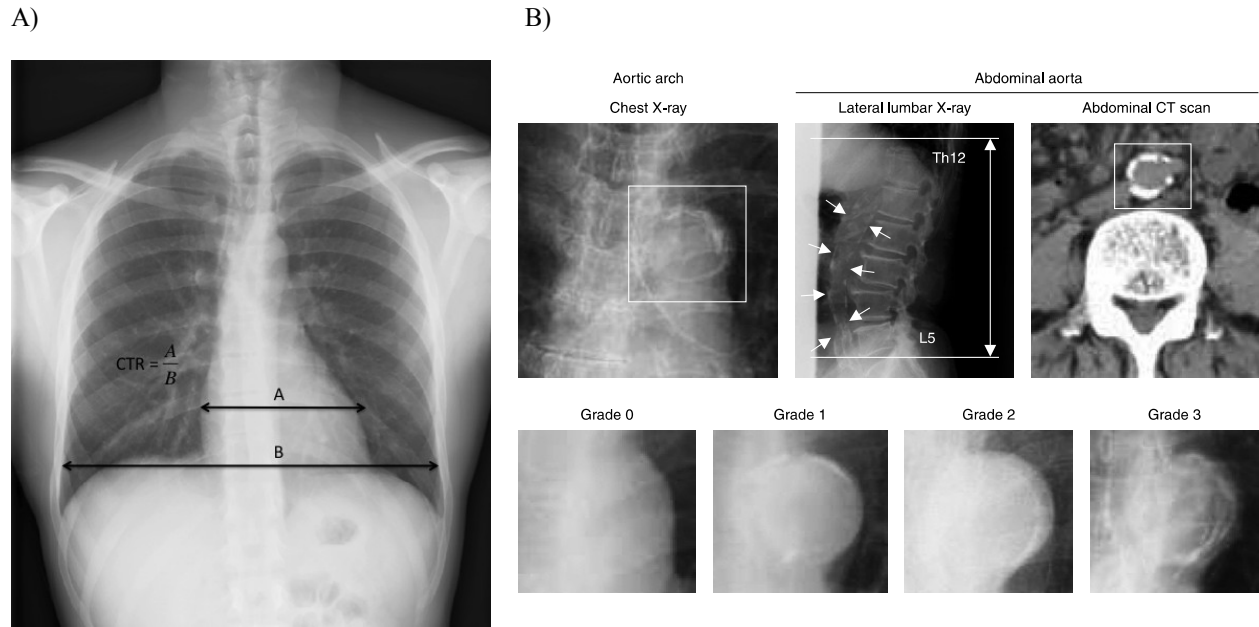 A)
CTR = A/B
A
B
B)
Aortic arch
Abdominal aorta
Chest X-ray
Lateral lumbar X-ray
Abdominal CT scan
Th12
L5
Grade 0
Grade 1
Grade 2
Grade 3